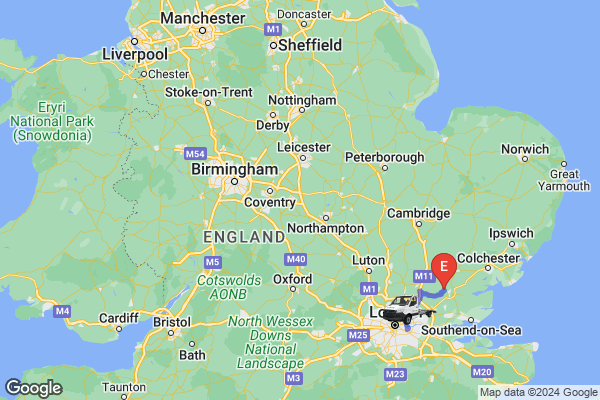 Doncaster
Manchester
M1
Liverpool
Sheffield
Chester
Stoke-on-Trent
Eryri
National Park
(Snowdonia)
Nottingham
Derby
M54
Leicester
Peterborough
Norwich
Birmingham
Great
Yarmouth
Coventry
Cambridge
Northampton
Ipswich
ENGLAND
M5
M40
Luton
M11
E
Colchester
Cotswolds
AONB
Oxford
M1
M4
Cardiff
Bristol
North Wessex
Downs
National
Landscape
Lo
M25
Southend-on-Sea
Bath
M3
M23
M20
Taunton
Google
Google
Map data ©2024 Google